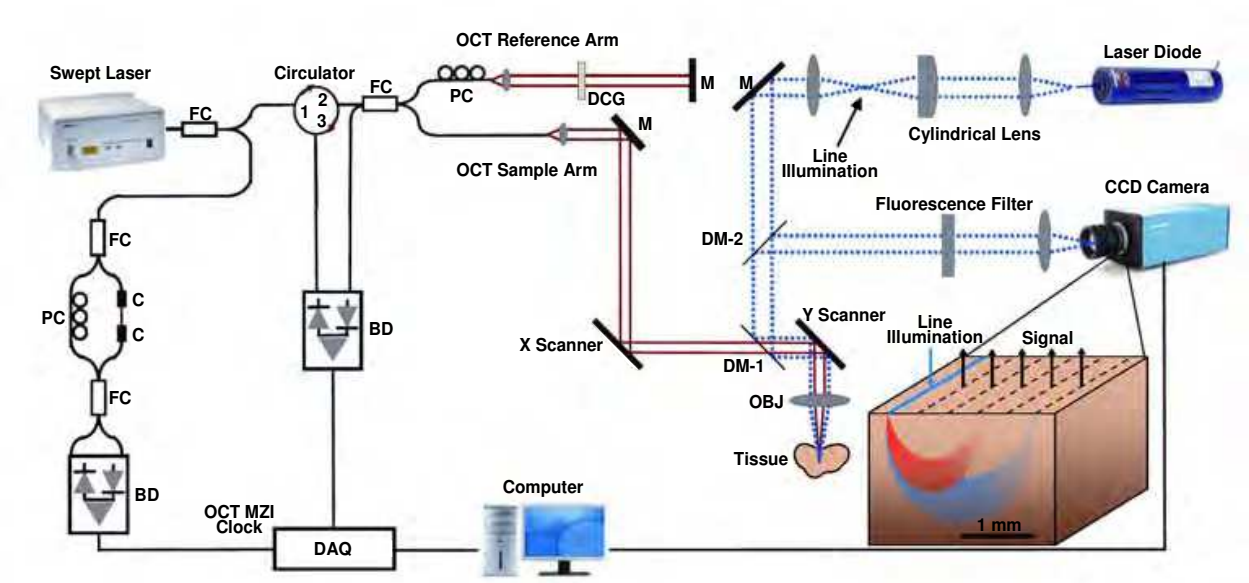 OCT Reference Arm
Laser Diode
Swept Laser
Circulator
FC
FC
M
M
PC
DCG
1
2
3
M
Cylindrical Lens
Line
Illumination
OCT Sample Arm
CCD Camera
Fluorescence Filter
DM-2
FC
PC
C
C
BD
X Scanner
Y Scanner
DM-1
Line
Illumination
Signal
FC
OBJ
Tissue
BD
OCT MZI
Clock
Computer
DAQ
1 mm